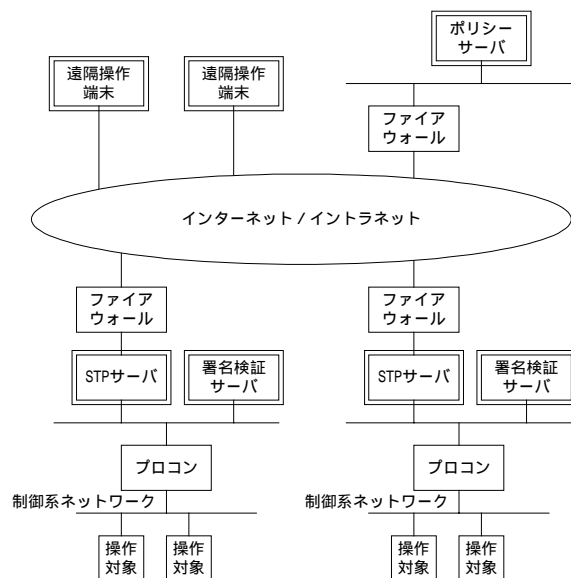 ポリシー
サーバ
遠隔操作
端末
遠隔操作
端末
ファイア
ウォール
インターネット / イントラネット
ファイア
ウォール
ファイア
ウォール
STPサーバ
署名検証
サーバ
STPサーバ
署名検証
サーバ
プロコン
プロコン
制御系ネットワーク
制御系ネットワーク
操作
対象
操作
対象
操作
対象
操作
対象